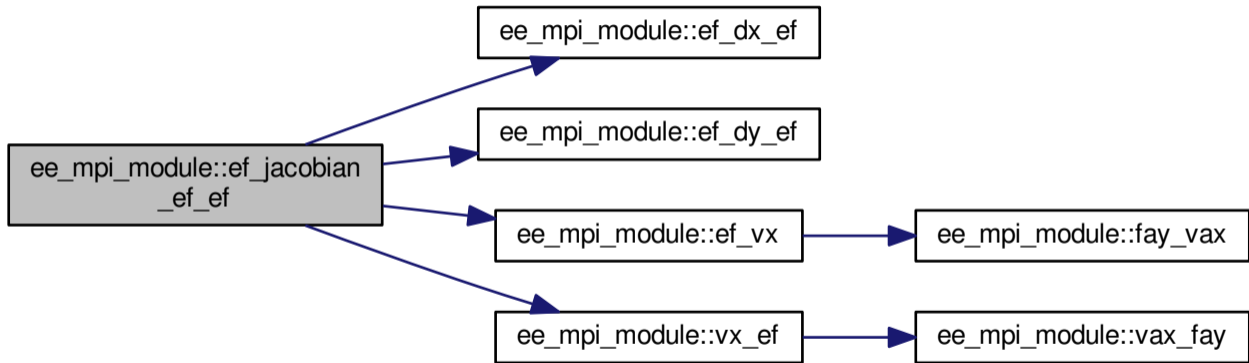 ee_mpi_module::ef_dx_ef
ee_mpi_module::ef_dy_ef
ee_mpi_module::ef_jacobian
_ef_ef
ee_mpi_module::ef_vx
ee_mpi_module::fay_vax
ee_mpi_module::vx_ef
ee_mpi_module::vax_fay